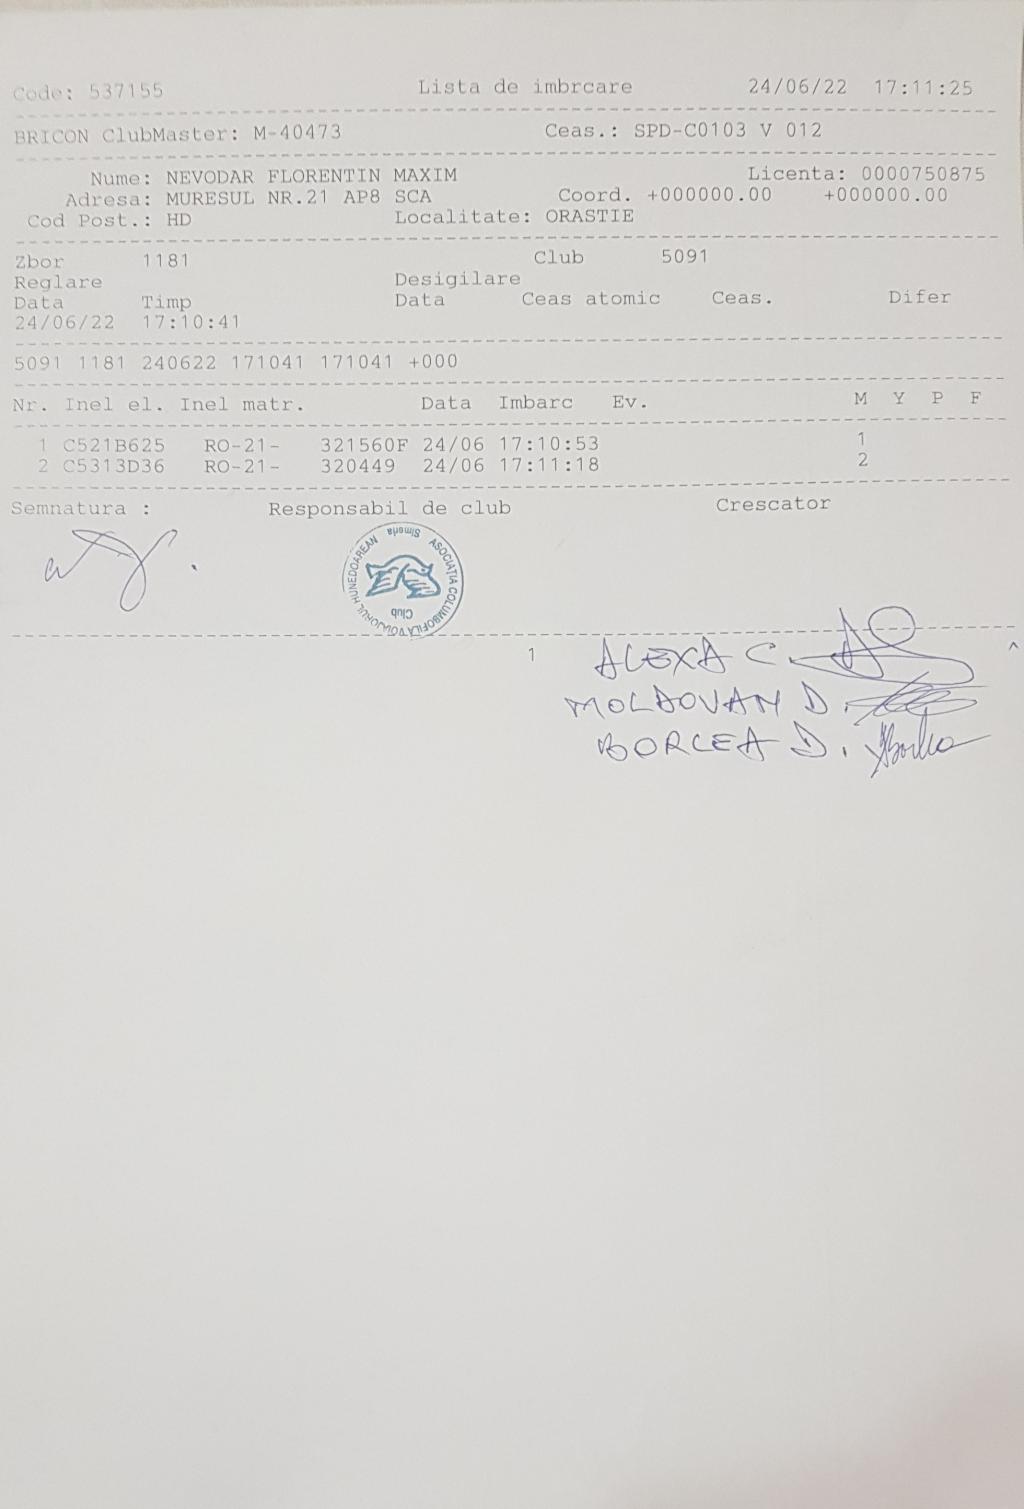 Code: 537155 Lista de imbrcare 24/06/22 17:11:25
BRICON ClubMaster: M-40473 Ceas.: SPD-C0103 V 012
Nume: NEVODAR FLORENTIN MAXIM Licenta: 0000750875
Adresa: MURESUL NR.21 AP8 SCA Coord. +000000.00 +000000.00
Cod Post.: HD Localitate: ORASTIE
Zbor 1181 Club 5091
Reglare Desigilare
Data Timp Data Ceas atomic Ceas. Difer
24/06/22 17:10:41
5091 1181 240622 171041 171041 +000
Nr. Inel el. Inel matr. Data Imbarc Ev. M Y P F
1 C521B625 RO-21- 321560F 24/06 17:10:53 1
2 C5313D36 RO-21- 320449 24/06 17:11:18 2
Semnatura : Responsabil de club Crescator
ASOCIATIA COLUMBOFILA VOIAJORUL HUNEDOREAN
Simeria
Club
1 ^
ALEXA C.
MOLDOVAN D.
BORCEA D.